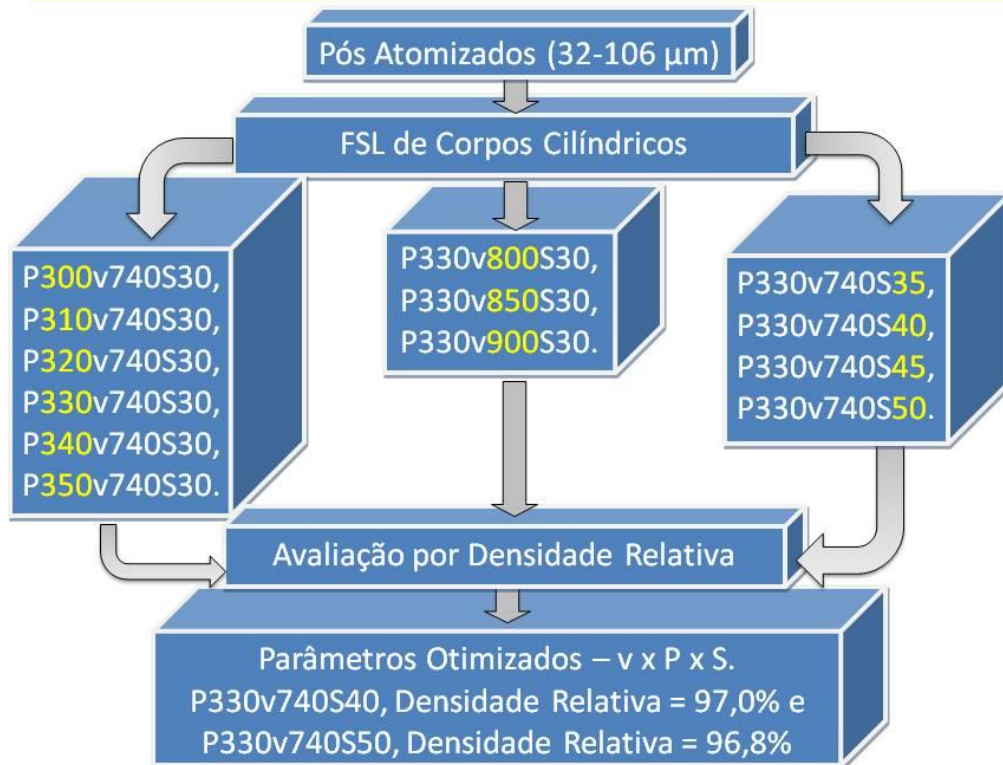 Pós Atomizados (32-106 µm)
FSL de Corpos Cilíndricos
P300v740S30,
P310v740S30,
P320v740S30,
P330v740S30,
P340v740S30,
P350v740S30.
P330v800S30,
P330v850S30,
P330v900S30.
P330v740S35,
P330v740S40,
P330v740S45,
P330v740S50.
Avaliação por Densidade Relativa
Parâmetros Otimizados – v x P x S.
P330v740S40, Densidade Relativa = 97,0% e
P330v740S50, Densidade Relativa = 96,8%